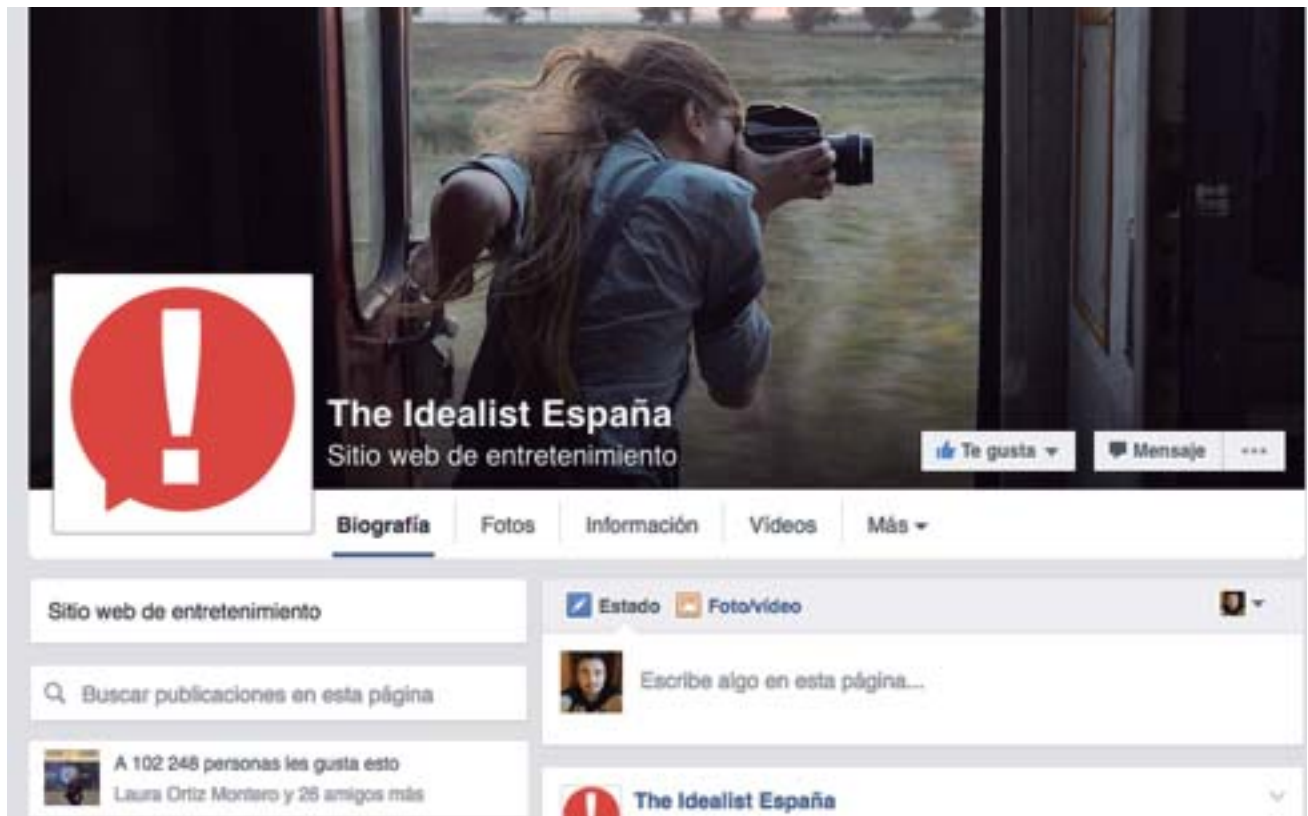 The Idealist España
Sitio web de entretenimiento
Te gusta
Mensaje
Biografía
Fotos
Información
Vídeos
Más
Sitio web de entretenimiento
Buscar publicaciones en esta página
A 102 248 personas les gusta esto
Laura Ortiz Montero y 26 amigos más
Estado
Foto/vídeo
Escribe algo en esta página...
The Idealist España